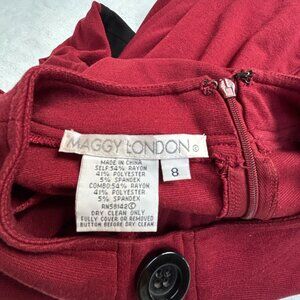 MAGGY LONDON®
8
MADE IN CHINA
SELF:54% RAYON
41% POLYESTER
5% SPANDEX
COMBO:54% RAYON
41% POLYESTER
5% SPANDEX
RN58142 Ⓒ
DRY CLEAN ONLY
FULLY COVER OR REMOVE
BUTTON BEFORE DRY CLEAN